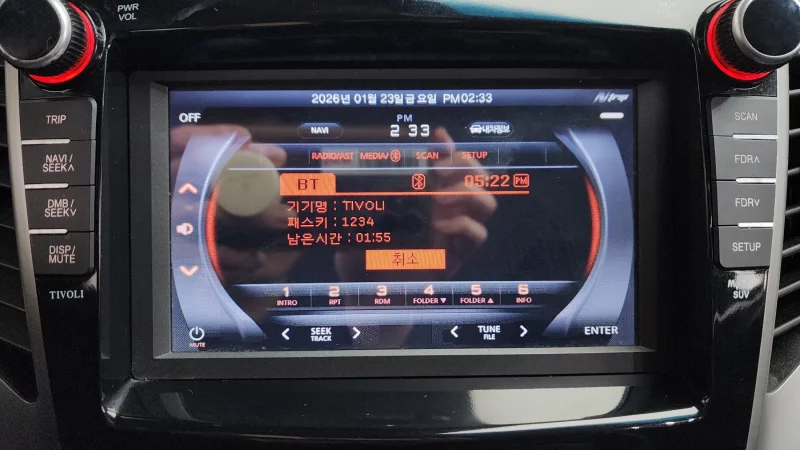 PWR
VOL
TRIP
NAVI/
SEEK∧
DMB/
SEEK∨
DISP/
MUTE
TIVOLI
2026년 01월 23일금요일 PM02:33
OFF
PM
NAVI 2 33 내차정보
RADIO/AST MEDIA/ SCAN SETUP
BT 05:22 PM
기기명 : TIVOLI
패스키 : 1234
남은시간 : 01:55
취소
1 2 3 4 5 6
INTRO RPT RDM FOLDER▼ FOLDER▲ INFO
MUTE
< SEEK >
TRACK
< TUNE >
FILE
ENTER
SCAN
FDR∧
FDR∨
SETUP
SUV